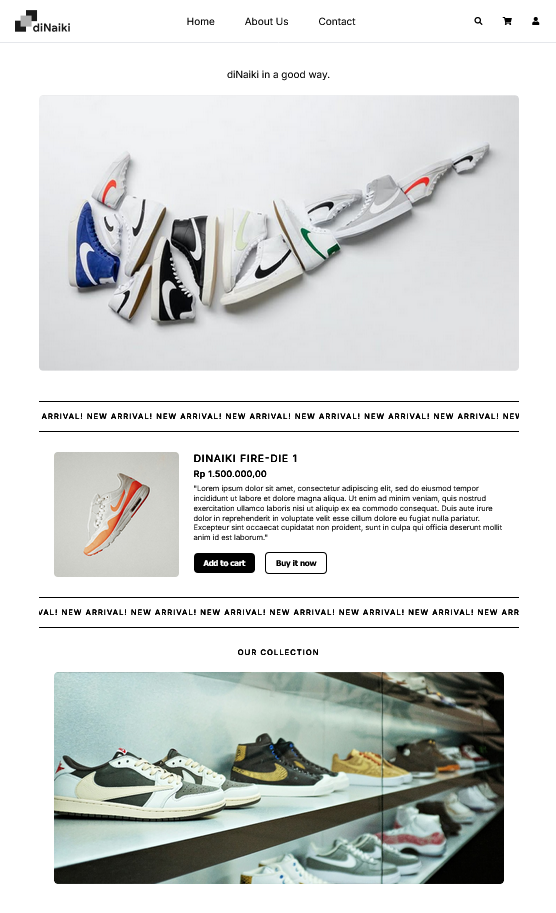 diNaiki
Home About Us Contact
diNaiki in a good way.
ARRIVAL! NEW ARRIVAL! NEW ARRIVAL! NEW ARRIVAL! NEW ARRIVAL! NEW ARRIVAL! NEW ARRIVAL! NEW ARRIVAL! NEW
DINAIKI FIRE-DIE 1
Rp 1.500.000,00
"Lorem ipsum dolor sit amet, consectetur adipiscing elit, sed do eiusmod tempor
incididunt ut labore et dolore magna aliqua. Ut enim ad minim veniam, quis nostrud
exercitation ullamco laboris nisi ut aliquip ex ea commodo consequat. Duis aute irure
dolor in reprehenderit in voluptate velit esse cillum dolore eu fugiat nulla pariatur.
Excepteur sint occaecat cupidatat non proident, sunt in culpa qui officia deserunt mollit
anim id est laborum."
Add to cart Buy it now
VAL! NEW ARRIVAL! NEW ARRIVAL! NEW ARRIVAL! NEW ARRIVAL! NEW ARRIVAL! NEW ARRIVAL! NEW ARRIVAL! NEW ARR
OUR COLLECTION